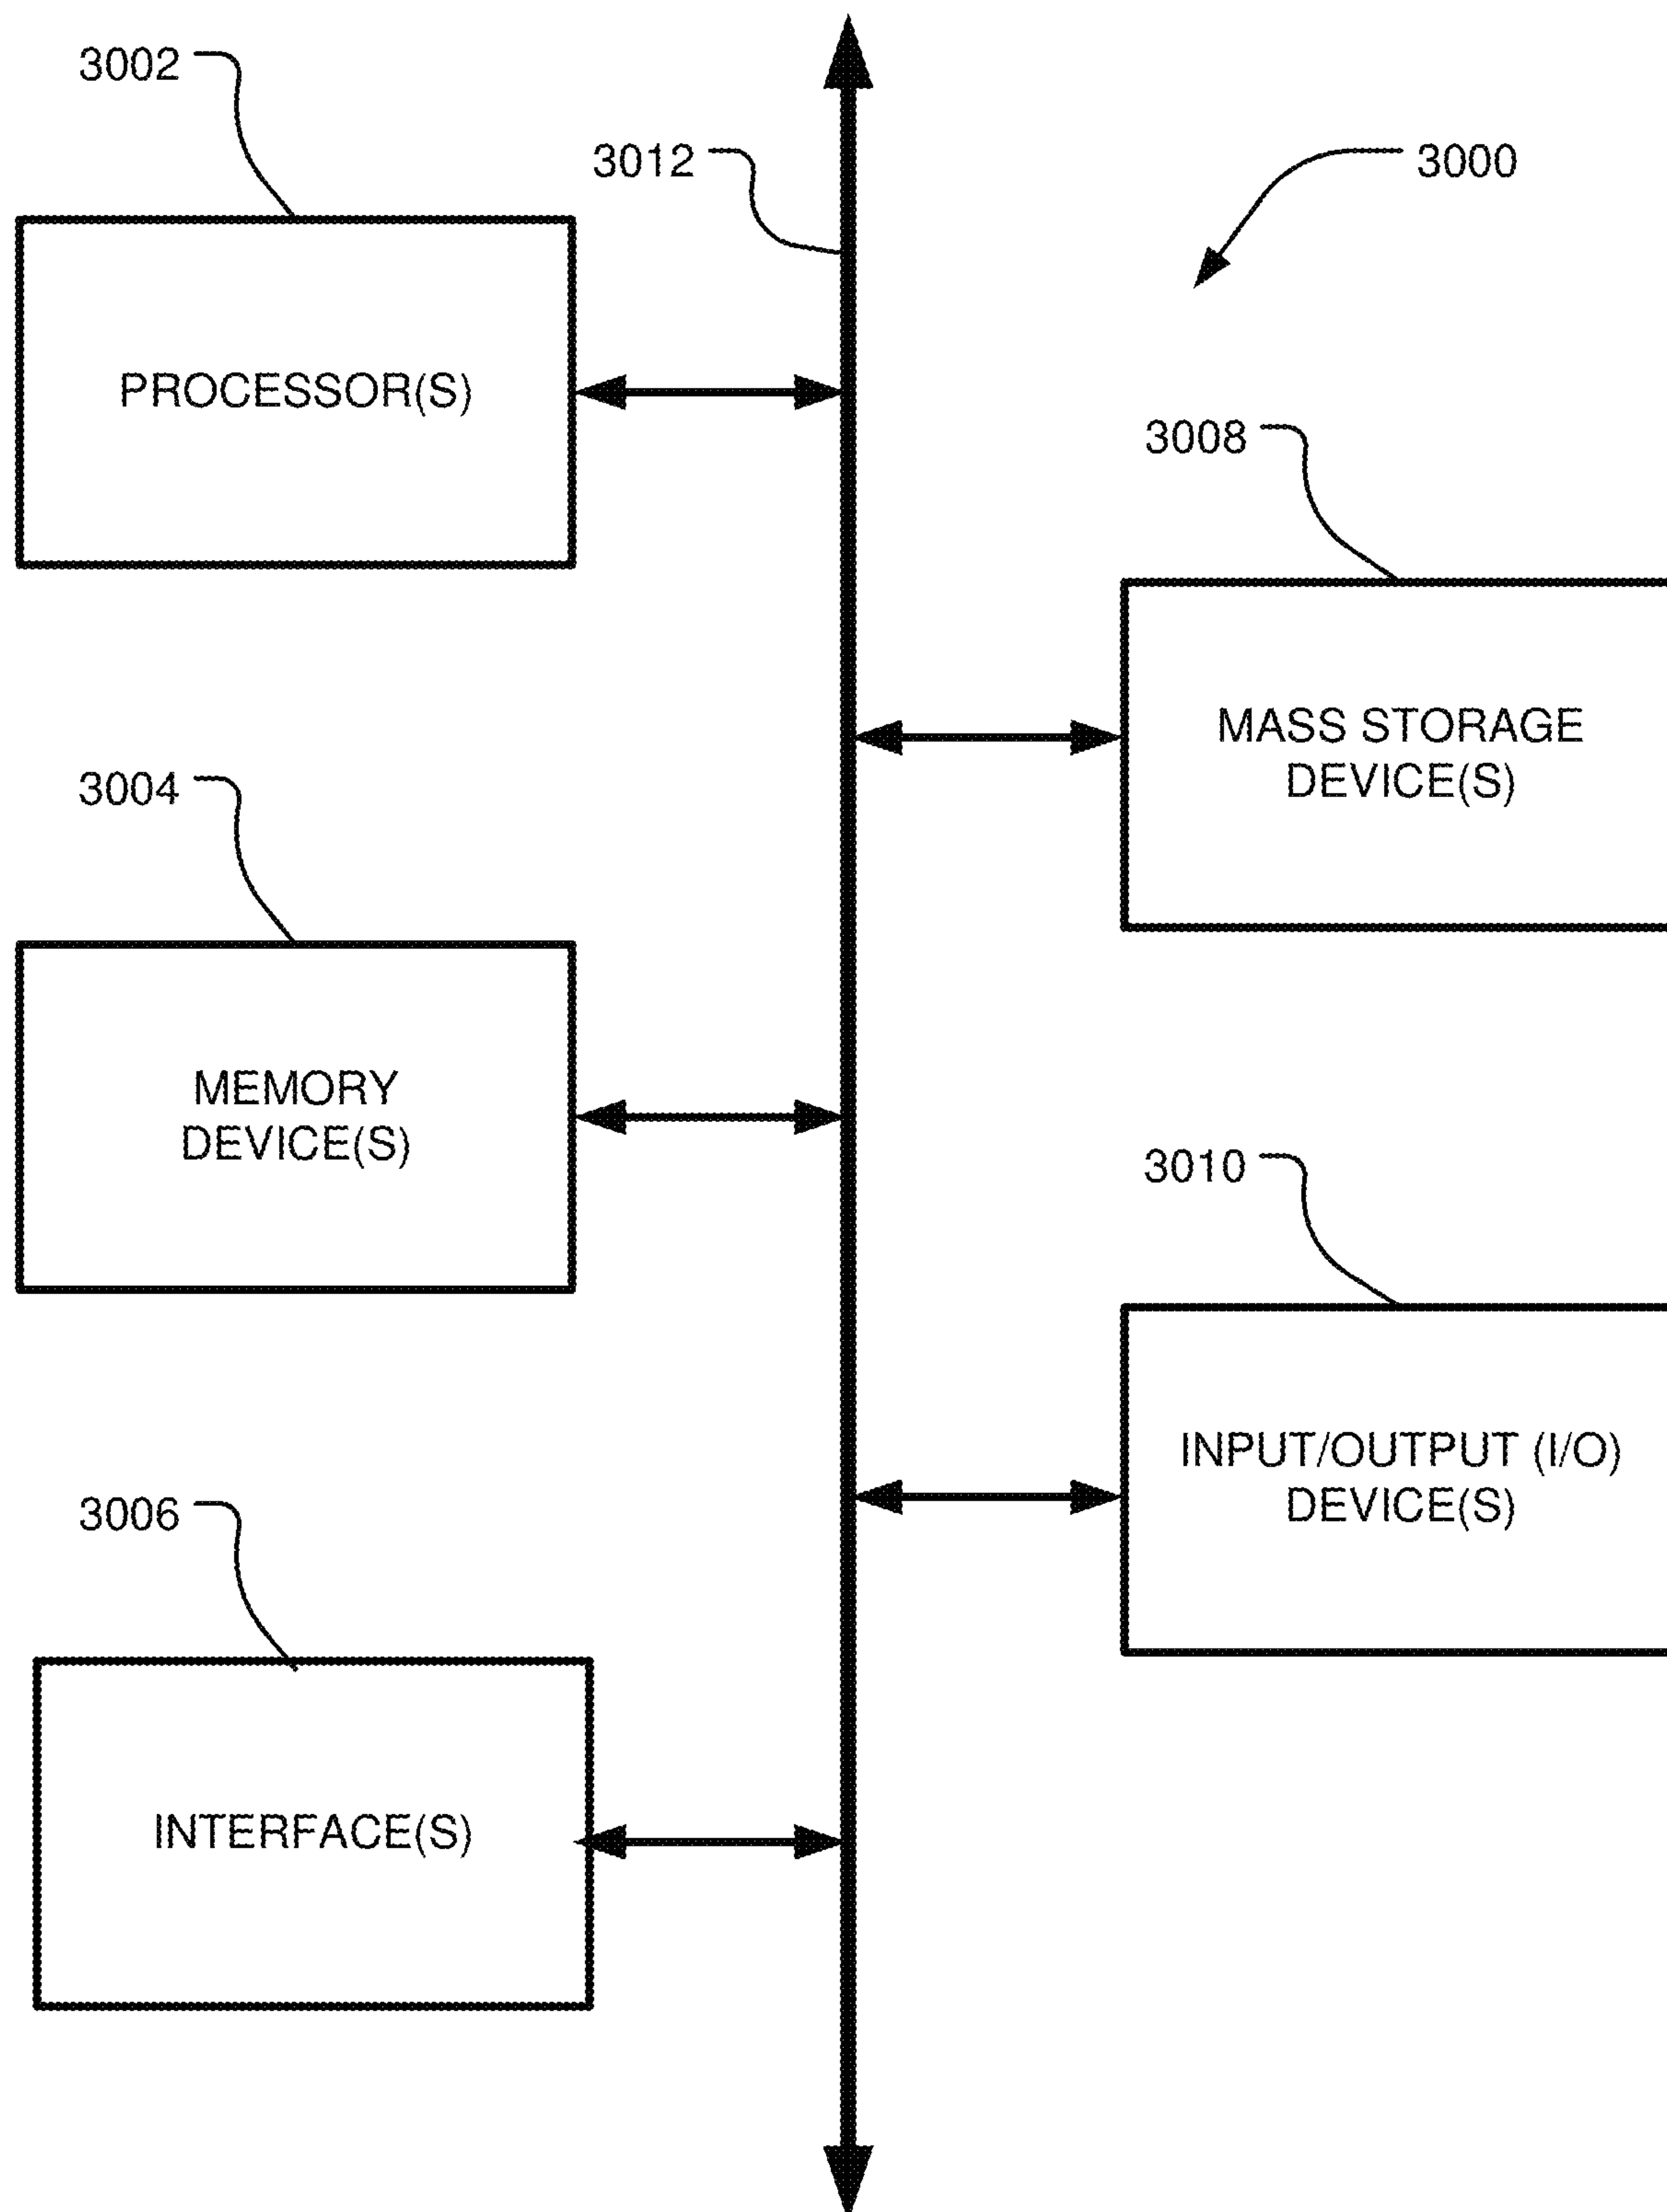 3002
3012
3000
PROCESSOR(S)
3008
MASS STORAGE
DEVICE(S)
3004
MEMORY
DEVICE(S)
3010
INPUT/OUTPUT (I/O)
DEVICE(S)
3006
INTERFACE(S)